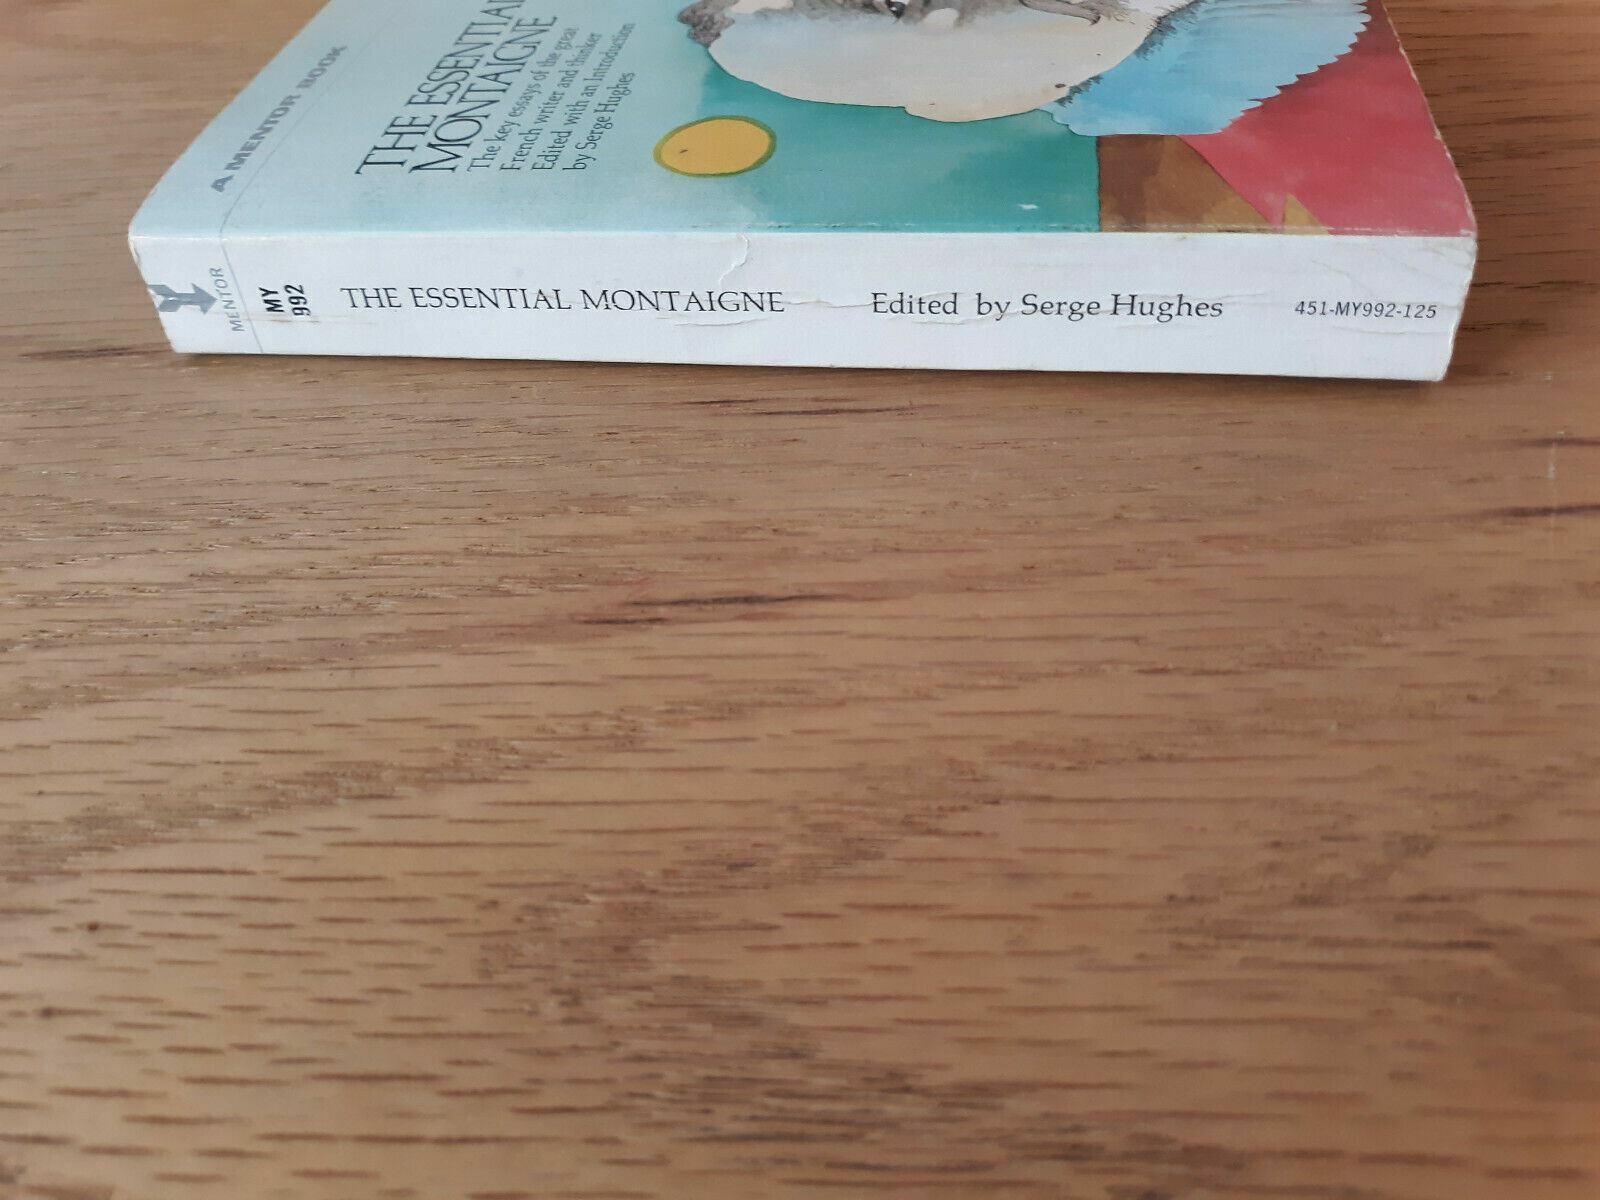 A MENTOR BOOK
THE ESSENTIAL
MONTAIGNE
The key essays of the great
French writer and thinker
Edited with an Introduction
by Serge Hughes
MENTOR
MY
992
THE ESSENTIAL MONTAIGNE Edited by Serge Hughes 451-MY992-125